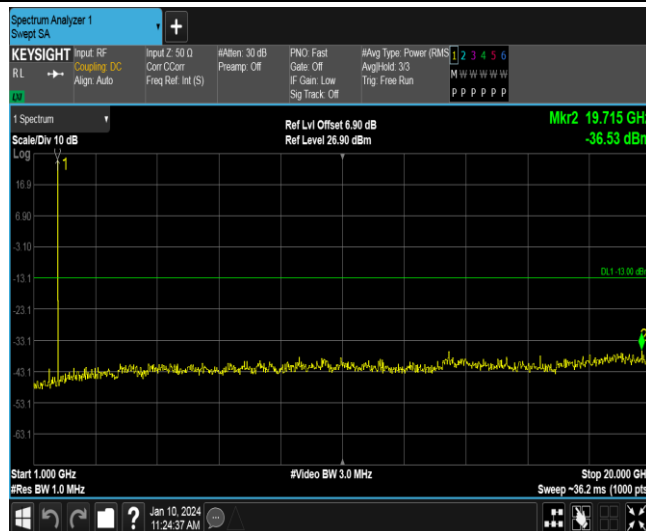 Spectrum Analyzer 1
Swept SA
+
KEYSIGHT Input: RF Input Z: 50 Ω #Atten: 30 dB PNO: Fast #Avg Type: Power (RMS 1 2 3 4 5 6
RL Coupling: DC Corr CCorr Preamp: Off Gate: Off Avg|Hold: 3/3 M W W W W W
Align: Auto Freq Ref: Int (S) IF Gain: Low Trig: Free Run
Sig Track: Off P P P P P P
1 Spectrum Ref Lvl Offset 6.90 dB Mkr2 19.715 GHz
Scale/Div 10 dB Ref Level 26.90 dBm -36.53 dBm
Log
1
16.9
6.90
-3.10
-13.1 DL1 -13.00 dBm
-23.1
-33.1
-43.1
-53.1
-63.1
Start 1.000 GHz #Video BW 3.0 MHz Stop 20.000 GH
#Res BW 1.0 MHz Sweep ~36.2 ms (1000 pts
? Jan 10, 2024
11:24:37 AM